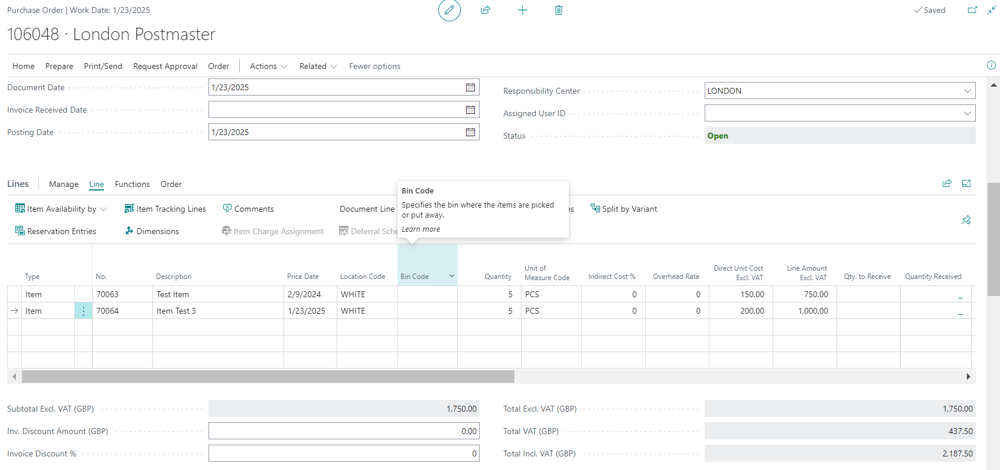 Purchase Order | Work Date: 1/23/2025
Saved
106048 · London Postmaster
Home Prepare Print/Send Request Approval Order Actions Related Fewer options
Document Date 1/23/2025
Responsibility Center LONDON
Invoice Received Date
Assigned User ID
Posting Date 1/23/2025
Status Open
Lines Manage Line Functions Order
Bin Code
Specifies the bin where the items are picked
or put away.
Learn more
Item Availability by Item Tracking Lines Comments Document Line Split by Variant
Reservation Entries Dimensions Item Charge Assignment Deferral
Type No. Description Price Date Location Code Bin Code Quantity Unit of Measure Code Indirect Cost % Overhead Rate Direct Unit Cost Excl. VAT Line Amount Excl. VAT Qty. to Receive Quantity Received
Item 70063 Test Item 2/9/2024 WHITE 5 PCS 0 0 150.00 750.00 _
Item 70064 Item Test 3 1/23/2025 WHITE 5 PCS 0 0 200.00 1,000.00 _
Subtotal Excl. VAT (GBP) 1,750.00
Total Excl. VAT (GBP) 1,750.00
Inv. Discount Amount (GBP) 0.00
Total VAT (GBP) 437.50
Invoice Discount % 0
Total Incl. VAT (GBP) 2,187.50